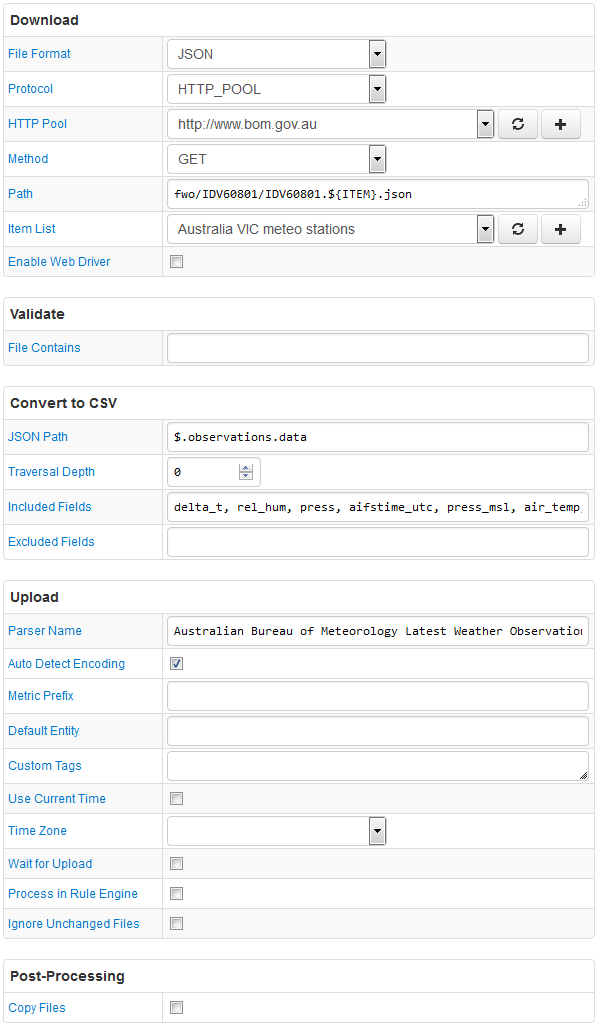 Download
File Format JSON
Protocol HTTP_POOL
HTTP Pool http://www.bom.gov.au
Method GET
Path fwo/IDV60801/IDV60801.${ITEM}.json
Item List Australia VIC meteo stations
Enable Web Driver
Validate
File Contains
Convert to CSV
JSON Path $.observations.data
Traversal Depth 0
Included Fields delta_t, rel_hum, press, aifstime_utc, press_msl, air_temp,
Excluded Fields
Upload
Parser Name Australian Bureau of Meteorology Latest Weather Observation
Auto Detect Encoding
Metric Prefix
Default Entity
Custom Tags
Use Current Time
Time Zone
Wait for Upload
Process in Rule Engine
Ignore Unchanged Files
Post-Processing
Copy Files